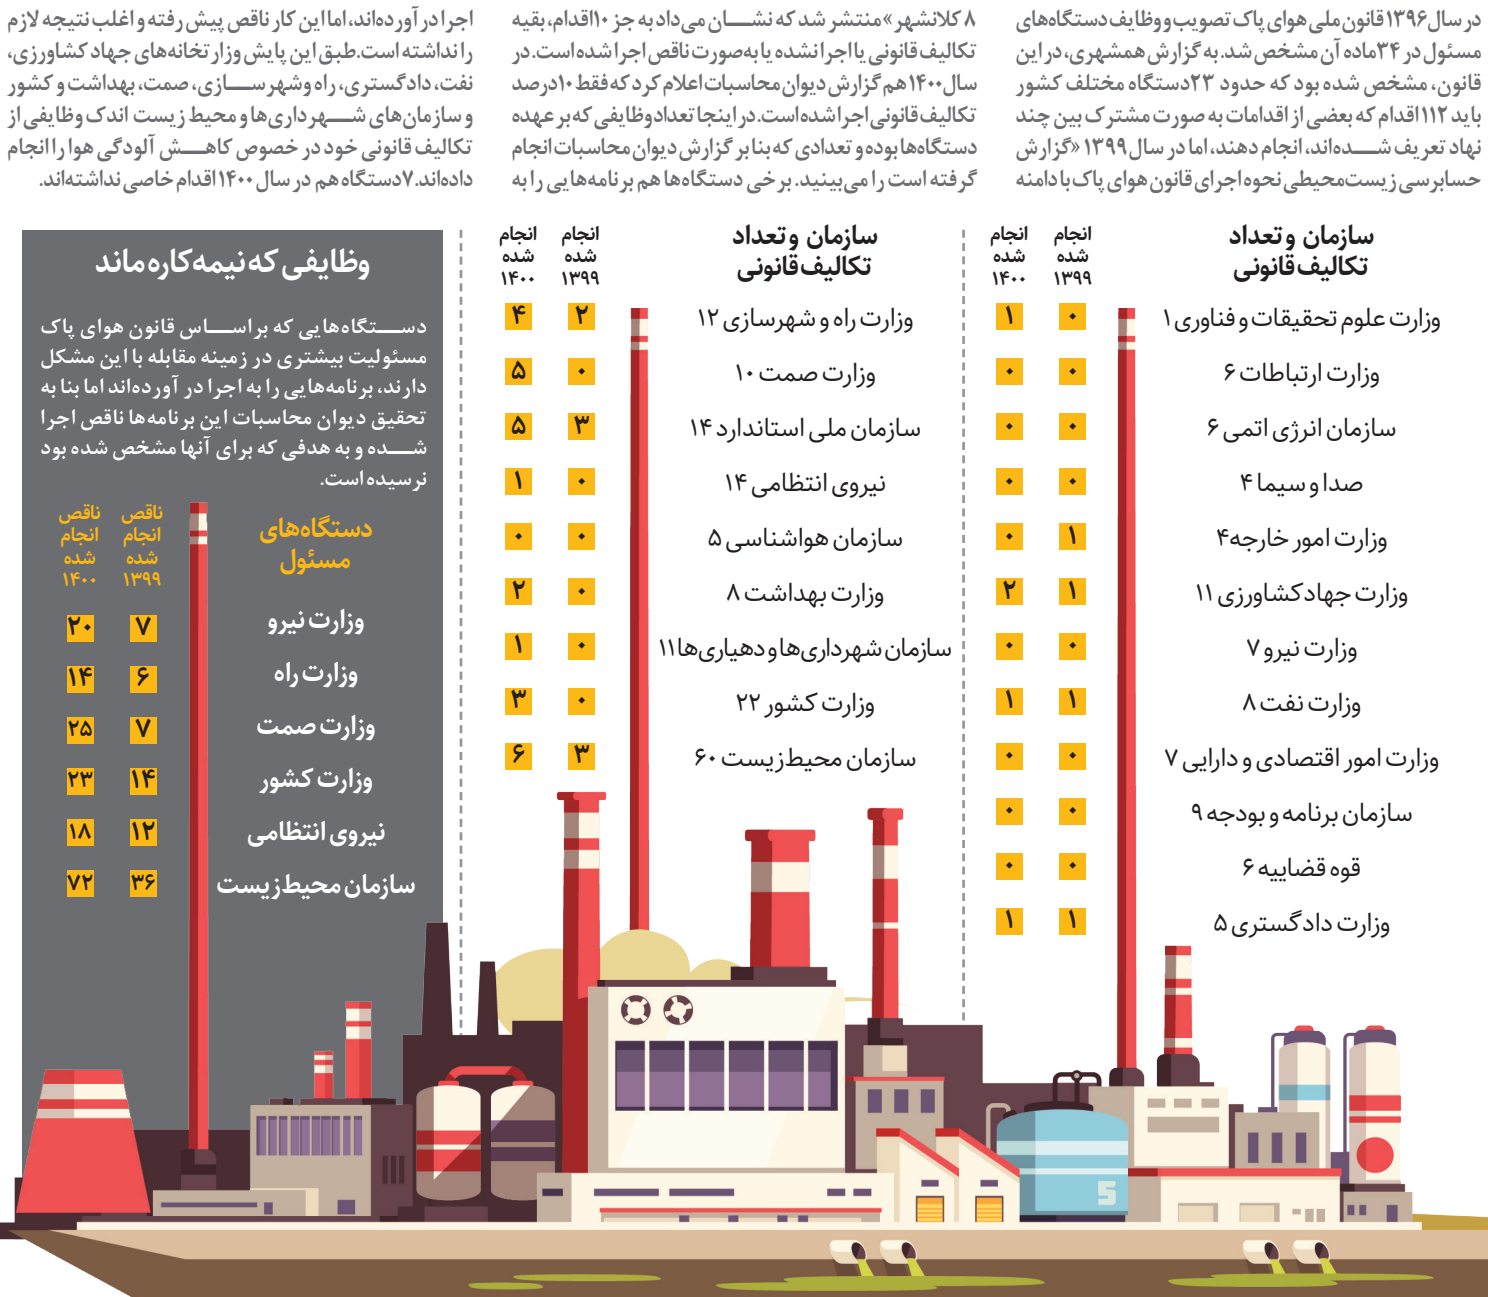 در سال ۱۳۹۶ قانون ملی هوای پاک تصویب و وظایف دستگاه‌های
مسئول در ۳۴ ماده آن مشخص شد. به گزارش همشهری، در این
قانون، مشخص شده بود که حدود ۲۳ دستگاه مختلف کشور
باید ۱۱۲ اقدام که بعضی از اقدامات به صورت مشترک بین چند
نهاد تعریف شده‌اند، انجام دهند، اما در سال ۱۳۹۹ «گزارش
حسابرسی زیست‌محیطی نحوه اجرای قانون هوای پاک با دامنه
۸ کلانشهر» منتشر شد که نشان می‌داد به جز ۱۰ اقدام، بقیه
تکالیف قانونی یا اجرا نشده یا به‌صورت ناقص اجرا شده است. در
سال ۱۴۰۰ هم گزارش دیوان محاسبات اعلام کرد که فقط ۱۰ درصد
تکالیف قانونی اجرا شده است. در اینجا تعداد وظایفی که بر عهده
دستگاه‌ها بوده و تعدادی که بنا بر گزارش دیوان محاسبات انجام
گرفته است را می‌بینید. برخی دستگاه‌ها هم برنامه‌هایی را به
اجرا در آورده‌اند، اما این کار ناقص پیش رفته و اغلب نتیجه لازم
را نداشته است. طبق این پایش وزارتخانه‌های جهاد کشاورزی،
نفت، دادگستری، راه وشهرسازی، صمت، بهداشت و کشور
و سازمان‌های شهرداری‌ها و محیط زیست اندک وظایفی از
تکالیف قانونی خود در خصوص کاهش آلودگی هوا را انجام
داده‌اند. ۷ دستگاه هم در سال ۱۴۰۰ اقدام خاصی نداشته‌اند.
سازمان و تعداد تکالیف قانونی | انجام شده ۱۳۹۹ | انجام شده ۱۴۰۰
وزارت علوم تحقیقات و فناوری ۱ | ۰ | ۱
وزارت ارتباطات ۶ | ۰ | ۰
سازمان انرژی اتمی ۶ | ۰ | ۰
صدا و سیما ۴ | ۰ | ۰
وزارت امور خارجه ۴ | ۱ | ۰
وزارت جهادکشاورزی ۱۱ | ۱ | ۲
وزارت نیرو ۷ | ۰ | ۰
وزارت نفت ۸ | ۱ | ۱
وزارت امور اقتصادی و دارایی ۷ | ۰ | ۰
سازمان برنامه و بودجه ۹ | ۰ | ۰
قوه قضاییه ۶ | ۰ | ۰
وزارت دادگستری ۵ | ۱ | ۱
سازمان و تعداد تکالیف قانونی | انجام شده ۱۳۹۹ | انجام شده ۱۴۰۰
وزارت راه و شهرسازی ۱۲ | ۲ | ۴
وزارت صمت ۱۰ | ۰ | ۵
سازمان ملی استاندارد ۱۴ | ۳ | ۵
نیروی انتظامی ۱۴ | ۰ | ۱
سازمان هواشناسی ۵ | ۰ | ۰
وزارت بهداشت ۸ | ۰ | ۲
سازمان شهرداری‌ها و دهیاری‌ها ۱۱ | ۰ | ۱
وزارت کشور ۲۲ | ۰ | ۳
سازمان محیط‌زیست ۶۰ | ۳ | ۶
وظایفی که نیمه‌کاره ماند
دستگاه‌هایی که براساس قانون هوای پاک
مسئولیت بیشتری در زمینه مقابله با این مشکل
دارند، برنامه‌هایی را به اجرا در آورده‌اند اما بنا به
تحقیق دیوان محاسبات این برنامه‌ها ناقص اجرا
شده و به هدفی که برای آنها مشخص شده بود
نرسیده است.
دستگاه‌های مسئول | ناقص انجام شده ۱۳۹۹ | ناقص انجام شده ۱۴۰۰
وزارت نیرو | ۷ | ۲۰
وزارت راه | ۶ | ۱۴
وزارت صمت | ۷ | ۲۵
وزارت کشور | ۱۴ | ۲۳
نیروی انتظامی | ۱۲ | ۱۸
سازمان محیط‌زیست | ۳۶ | ۷۲
5